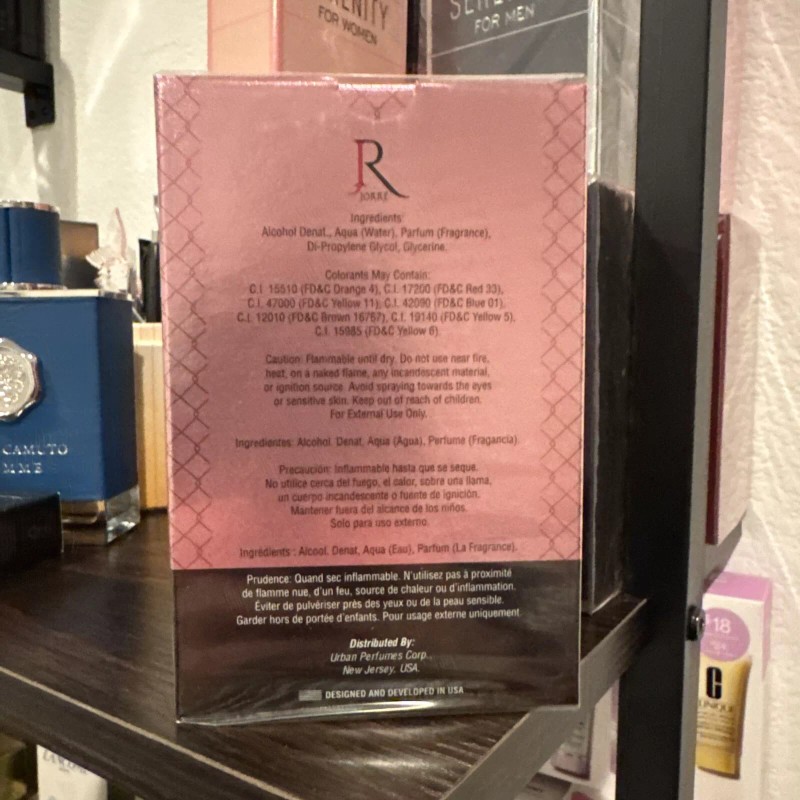 FOR WOMEN
FOR MEN
R
JORRÉ
Ingredients:
Alcohol Denat., Aqua (Water), Parfum (Fragrance),
Di-Propylene Glycol, Glycerine.
Colorants May Contain:
C.I. 15510 (FD&C Orange 4), C.I. 17200 (FD&C Red 33),
C.I. 47000 (FD&C Yellow 11), C.I. 42090 (FD&C Blue 01),
C.I. 12010 (FD&C Brown 16767), C.I. 19140 (FD&C Yellow 5),
C.I. 15985 (FD&C Yellow 6).
Caution: Flammable until dry. Do not use near fire,
heat, on a naked flame, any incandescent material,
or ignition source. Avoid spraying towards the eyes
or sensitive skin. Keep out of reach of children.
For External Use Only.
Ingredientes: Alcohol. Denat, Aqua (Agua), Perfume (Fragancia).
Precaución: Inflammable hasta que se seque.
No utilice cerca del fuego, el calor, sobre una llama,
un cuerpo incandescente o fuente de ignición.
Mantener fuera del alcance de los niños.
Solo para uso externo.
Ingrédients : Alcool. Denat, Aqua (Eau), Parfum (La Fragrance).
Prudence: Quand sec inflammable. N'utilisez pas à proximité
de flamme nue, d'un feu, source de chaleur ou d'inflammation.
Éviter de pulvériser près des yeux ou de la peau sensible.
Garder hors de portée d'enfants. Pour usage externe uniquement.
Distributed By:
Urban Perfumes Corp.,
New Jersey, USA.
DESIGNED AND DEVELOPED IN USA
CAMUTO
MME
18
C